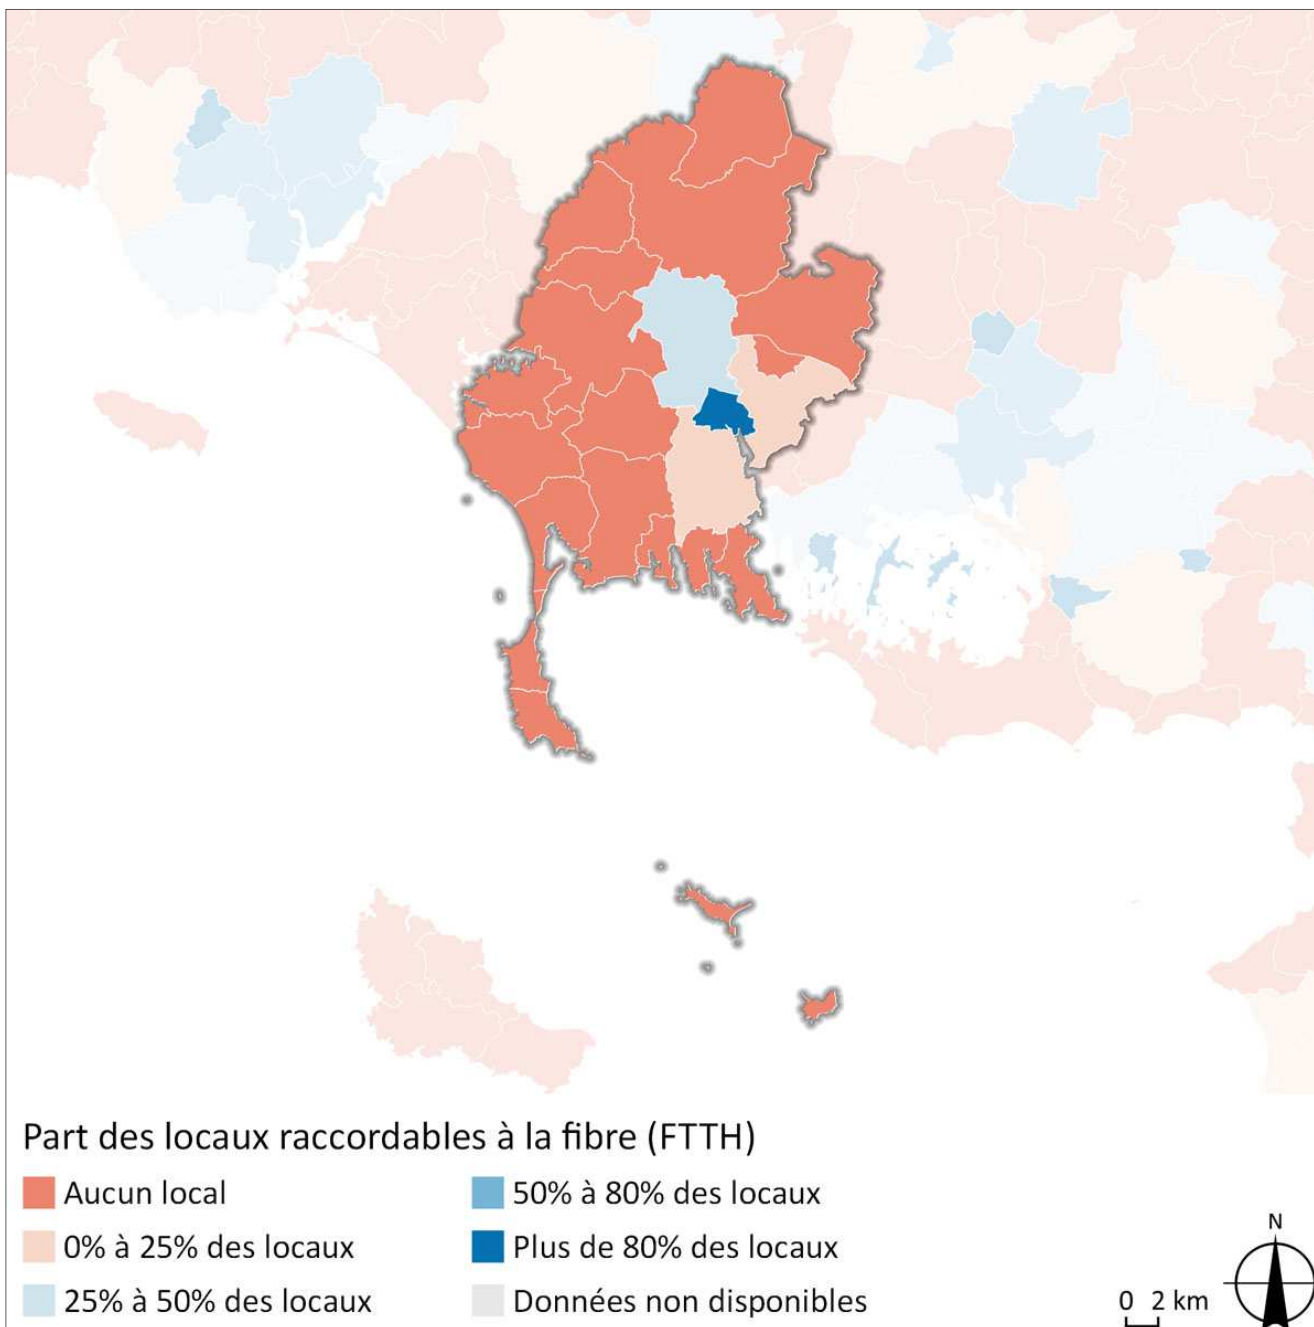 Part des locaux raccordables à la fibre (FTTH)
Aucun local
0% à 25% des locaux
25% à 50% des locaux
50% à 80% des locaux
Plus de 80% des locaux
Données non disponibles
0 2 km
N